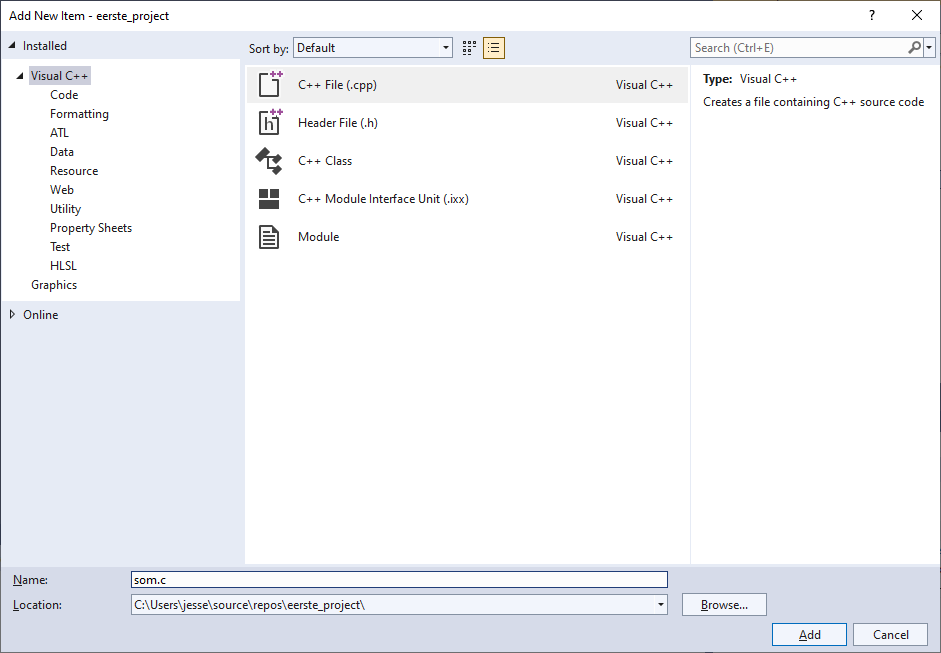 Add New Item - eerste_project
?
Installed
Visual C++
Code
Formatting
ATL
Data
Resource
Web
Utility
Property Sheets
Test
HLSL
Graphics
Online
Sort by: Default
C++ File (.cpp) Visual C++
Header File (.h) Visual C++
C++ Class Visual C++
C++ Module Interface Unit (.ixx) Visual C++
Module Visual C++
Search (Ctrl+E)
Type: Visual C++
Creates a file containing C++ source code
Name: som.c
Location: C:\Users\jesse\source\repos\eerste_project\ Browse...
Add Cancel